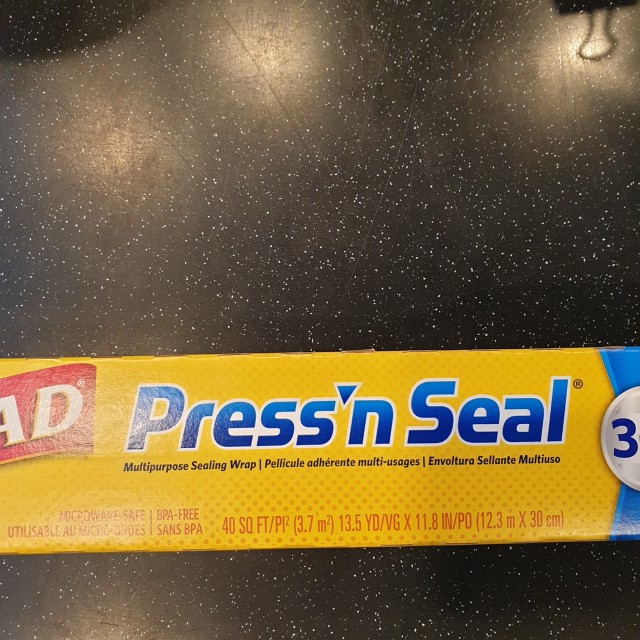 AD
Press'n Seal®
3
Multipurpose Sealing Wrap | Pellicule adhérente multi-usages | Envoltura Sellante Multiuso
MICROWAVE SAFE | BPA-FREE
UTILISABLE AU MICRO-ONDES | SANS BPA
40 SQ FT/PI² (3.7 m²) 13.5 YD/VG X 11.8 IN/PO (12.3 m X 30 cm)